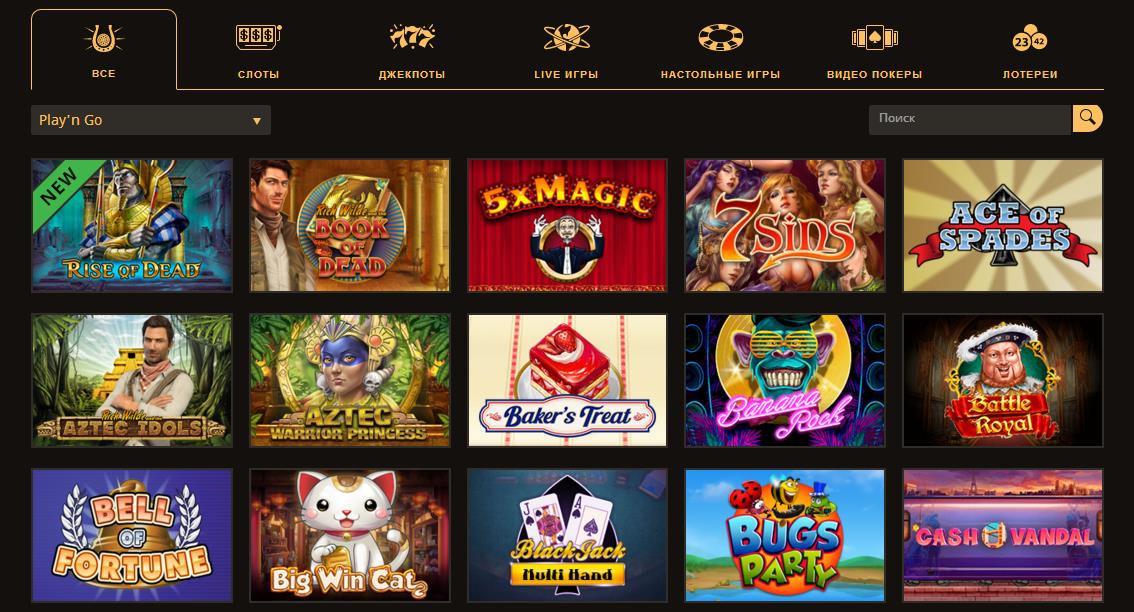 ВСЕ
СЛОТЫ
777
ДЖЕКПОТЫ
LIVE ИГРЫ
НАСТОЛЬНЫЕ ИГРЫ
ВИДЕО ПОКЕРЫ
23 42
ЛОТЕРЕИ
Play'n Go
Поиск
NEW
RISE OF DEAD
Rich Wilde and the
BOOK
OF
DEAD
5xMAGIC
7 Sins
ACE OF
SPADES
Rich Wilde and the
AZTEC IDOLS
AZTEC
WARRIOR PRINCESS
Baker's Treat
Banana
Rock
Battle
Royal
BELL
OF
FORTUNE
Big Win Cat
J A
BlackJack
Multi Hand
BUGS
PARTY
CASH VANDAL